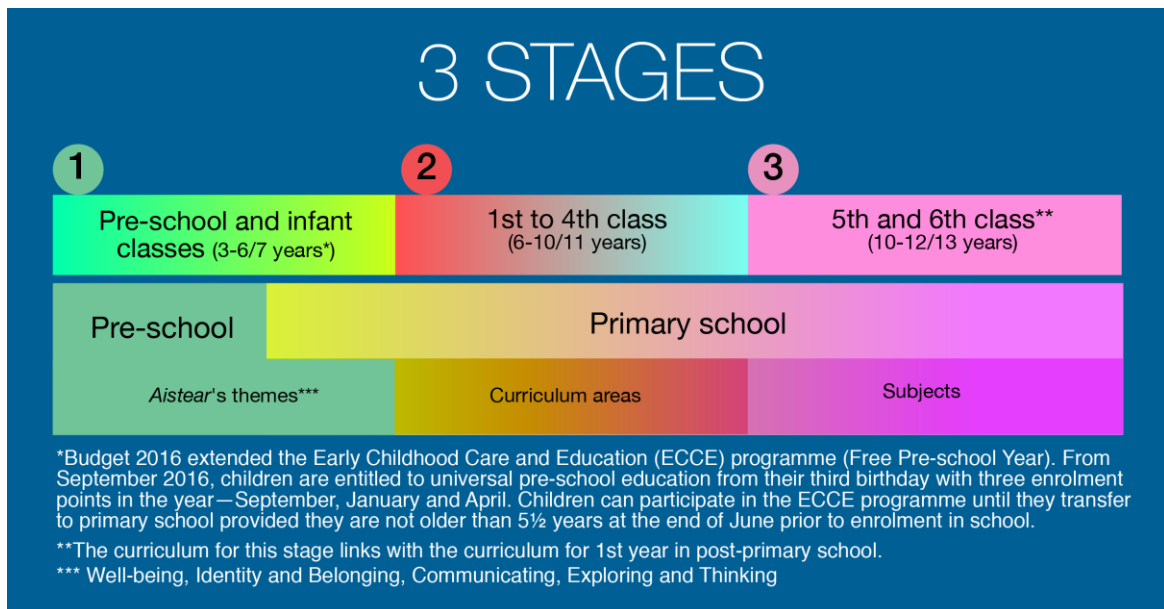 3 STAGES
1
2
3
Pre-school and infant
classes (3-6/7 years*)
1st to 4th class
(6-10/11 years)
5th and 6th class**
(10-12/13 years)
Pre-school
Primary school
Aistear's themes***
Curriculum areas
Subjects
*Budget 2016 extended the Early Childhood Care and Education (ECCE) programme (Free Pre-school Year). From
September 2016, children are entitled to universal pre-school education from their third birthday with three enrolment
points in the year—September, January and April. Children can participate in the ECCE programme until they transfer
to primary school provided they are not older than 5½ years at the end of June prior to enrolment in school.
**The curriculum for this stage links with the curriculum for 1st year in post-primary school.
*** Well-being, Identity and Belonging, Communicating, Exploring and Thinking